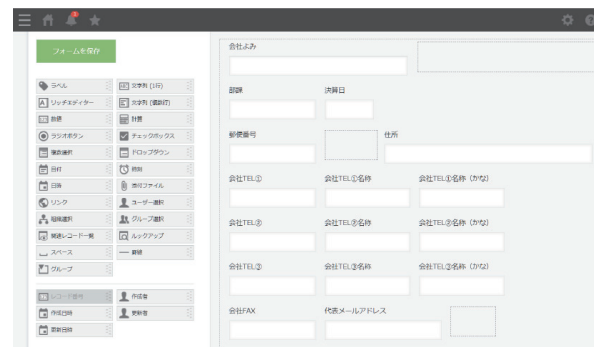 フォームを保存
ラベル
文字列 (1行)
リッチエディター
文字列 (複数行)
数値
計算
ラジオボタン
チェックボックス
複数選択
ドロップダウン
日付
時刻
日時
添付ファイル
リンク
ユーザー選択
組織選択
グループ選択
関連レコード一覧
ルックアップ
スペース
罫線
グループ
レコード番号
作成者
作成日時
更新者
更新日時
会社よみ
部課
決算日
郵便番号
住所
会社TEL①
会社TEL①名称
会社TEL①名称 (かな)
会社TEL②
会社TEL②名称
会社TEL②名称 (かな)
会社TEL③
会社TEL③名称
会社TEL③名称 (かな)
会社FAX
代表メールアドレス